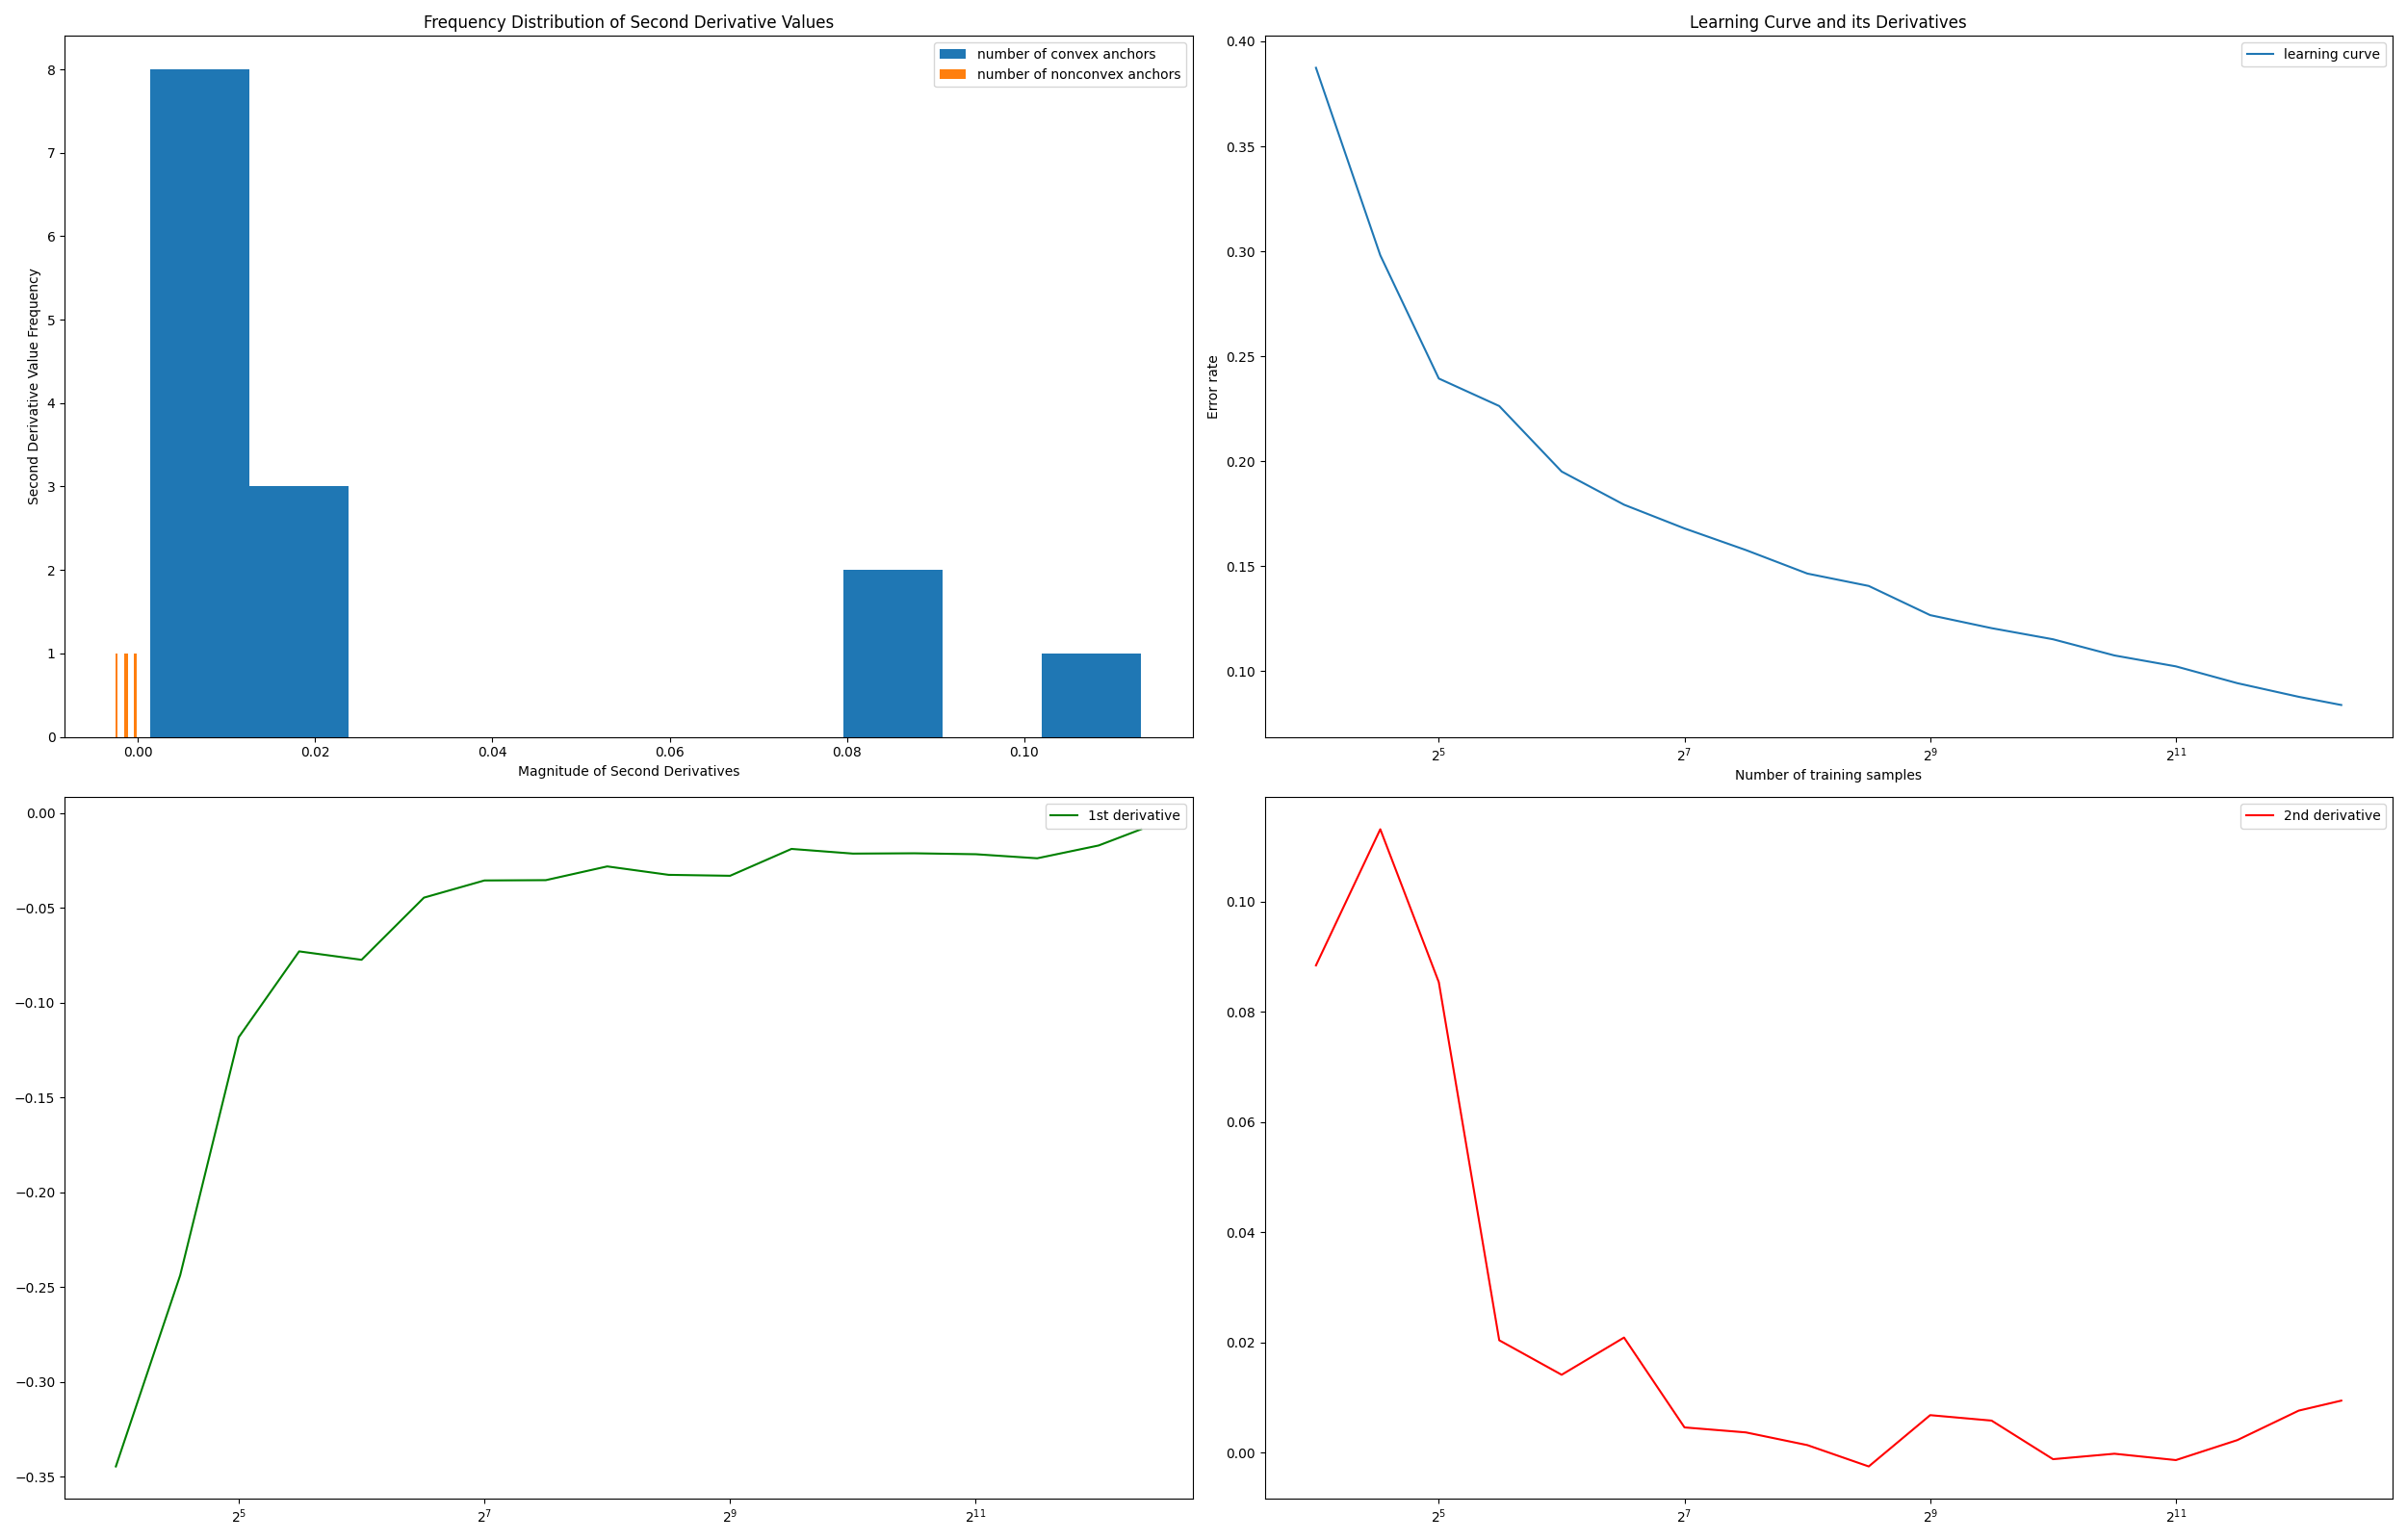 Frequency Distribution of Second Derivative Values
number of convex anchors
number of nonconvex anchors
Second Derivative Value Frequency
8
7
6
5
4
3
2
1
0
0.00 0.02 0.04 0.06 0.08 0.10
Magnitude of Second Derivatives
Learning Curve and its Derivatives
learning curve
Error rate
0.40
0.35
0.30
0.25
0.20
0.15
0.10
2⁵ 2⁷ 2⁹ 2¹¹
Number of training samples
1st derivative
0.00
−0.05
−0.10
−0.15
−0.20
−0.25
−0.30
−0.35
2⁵ 2⁷ 2⁹ 2¹¹
2nd derivative
0.10
0.08
0.06
0.04
0.02
0.00
2⁵ 2⁷ 2⁹ 2¹¹